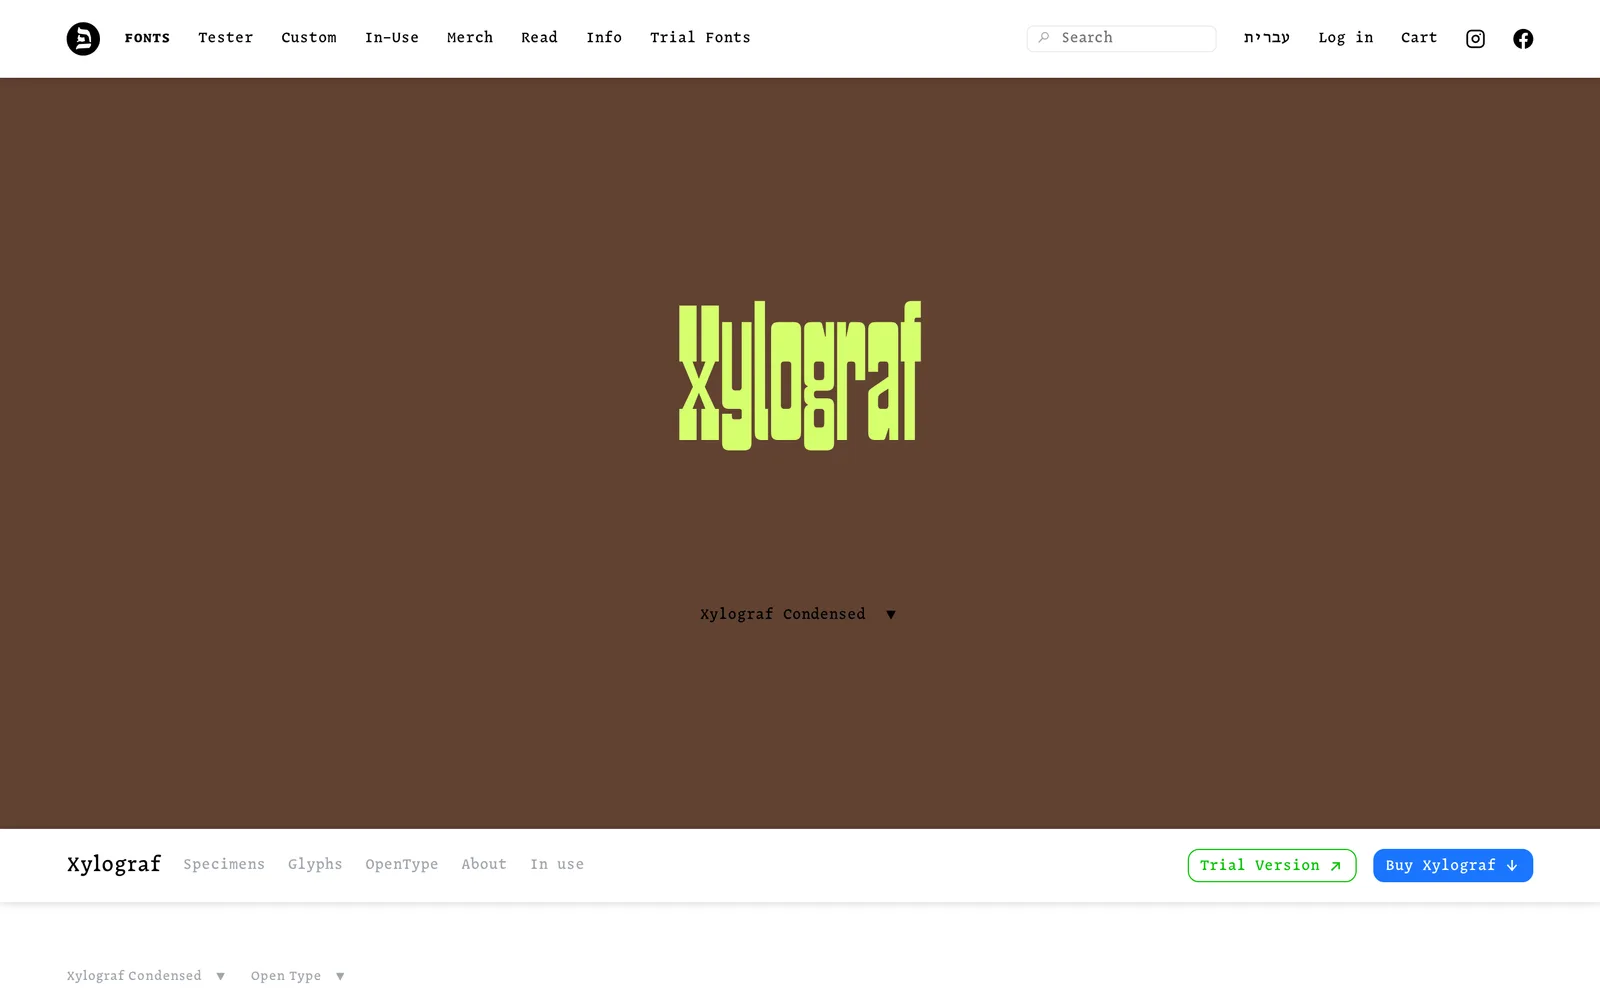 FONTS Tester Custom In-Use Merch Read Info Trial Fonts Search עברית Log in Cart
Xylograf
Xylograf Condensed ▼
Xylograf Specimens Glyphs OpenType About In use Trial Version ↗ Buy Xylograf ↓
Xylograf Condensed ▼ Open Type ▼